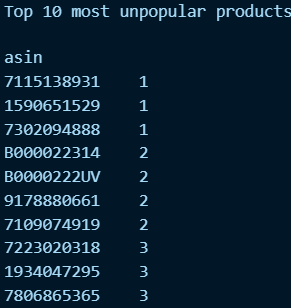 Top 10 most unpopular products
asin
7115138931 1
1590651529 1
7302094888 1
B000022314 2
B0000222UV 2
9178880661 2
7109074919 2
7223020318 3
1934047295 3
7806865365 3